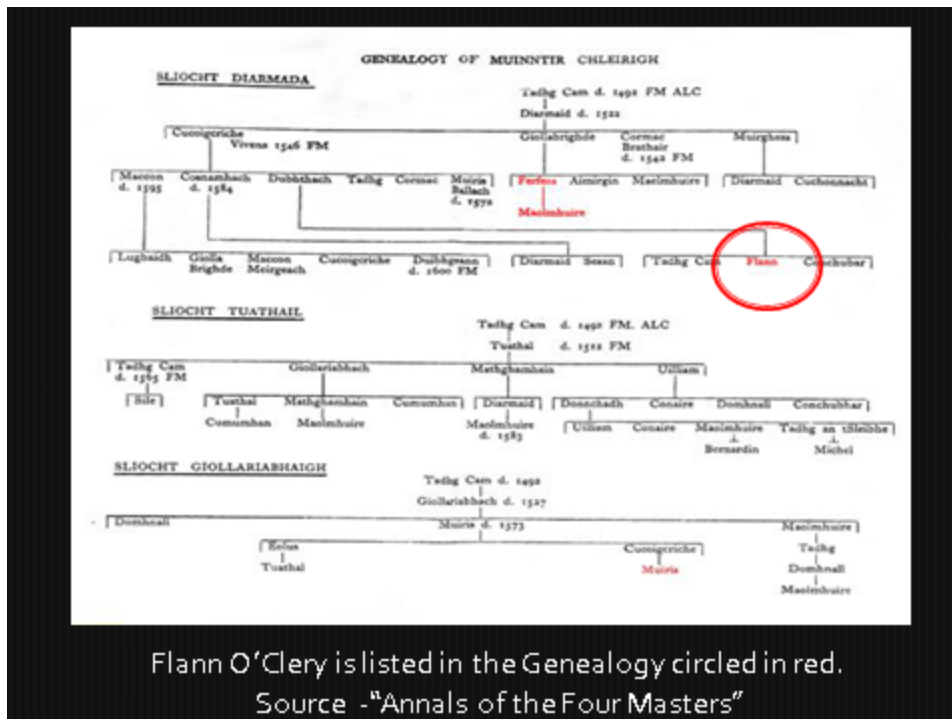 GENEALOGY OF MUINNTIR CHLEIRIGH
SLIOCHT DIARMADA
Tadhg Cam d. 1492 FM ALC
Diarmaid d. 1522
Cucoigcriche Giollabrighde Cormac Muirghess
Vivens 1546 FM Brathair
d. 1542 FM
Maccon Cosnamhach Dubhthach Tadhg Cormac Muiris Ferfess Aimirgin Maelmhuire Diarmaid Cuchonnacht
d. 1595 d. 1584 Ballach
d. 1572 Maolmhuire
Lughaidh Giolla Maccon Cucoigcriche Duibhgeann Diarmaid Seaan Tadhg Cam Flann Conchubar
Brighde Meirgeach d. 1600 FM
SLIOCHT TUATHAIL
Tadhg Cam d. 1492 FM. ALC
Tuathal d. 1512 FM
Tadhg Cam Giollariabhach Mathghamhain Uilliam
d. 1565 FM
Sile Tuathal Mathghamhain Cumumhan Diarmaid Donnchadh Conaire Domhnall Conchubhar
Cumumhan Maolmhuire Maolmhuire Uilliam Conaire Maolmhuire Tadhg an tSleibhe
d. 1583 Bernardin Michel
SLIOCHT GIOLLARIABHAIGH
Tadhg Cam d. 1492
Giollariabhach d. 1527
Domhnall Muiris d. 1573 Maolmhuire
Eolus Cucoigcriche Tadhg
Tuathal Muiris Domhnall
Maolmhuire
Flann O'Clery is listed in the Genealogy circled in red.
Source -"Annals of the Four Masters"